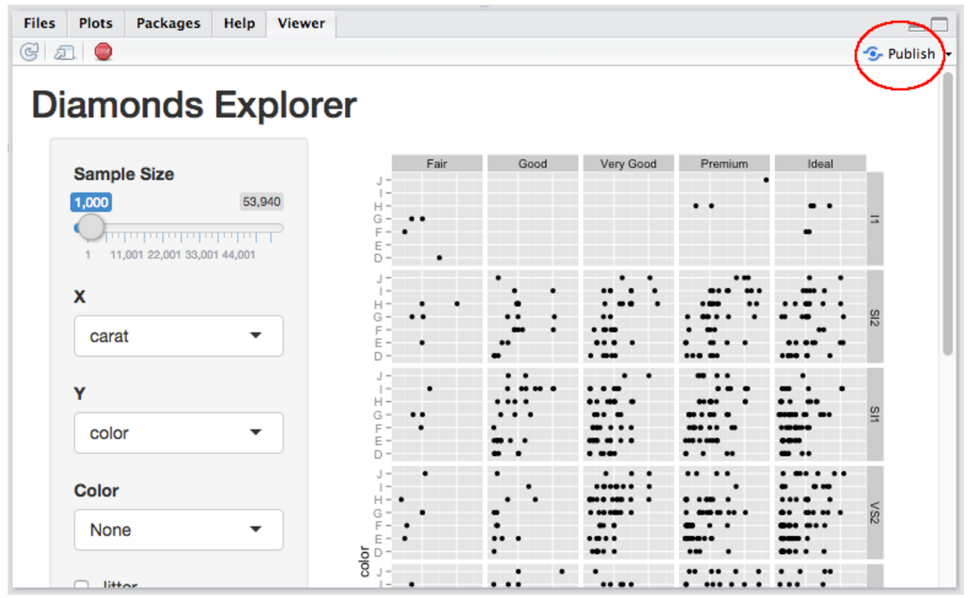 Files Plots Packages Help Viewer
STOP
Publish
Diamonds Explorer
Sample Size
1,000 53,940
1 11,001 22,001 33,001 44,001
X
carat
Y
color
Color
None
Jitter
Fair Good Very Good Premium Ideal
J
I
H
G
F
E
D
I1
J
I
H
G
F
E
D
SI2
J
I
H
G
F
E
D
SI1
J
I
H
G
F
E
D
VS2
J
I
color